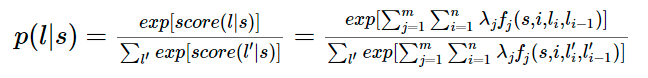 p(l|s) = exp[score(l|s)] / ∑_{l'} exp[score(l'|s)] = exp[∑_{j=1}^{m} ∑_{i=1}^{n} λ_j f_j(s,i,l_i,l_{i−1})] / ∑_{l'} exp[∑_{j=1}^{m} ∑_{i=1}^{n} λ_j f_j(s,i,l'_i,l'_{i−1})]